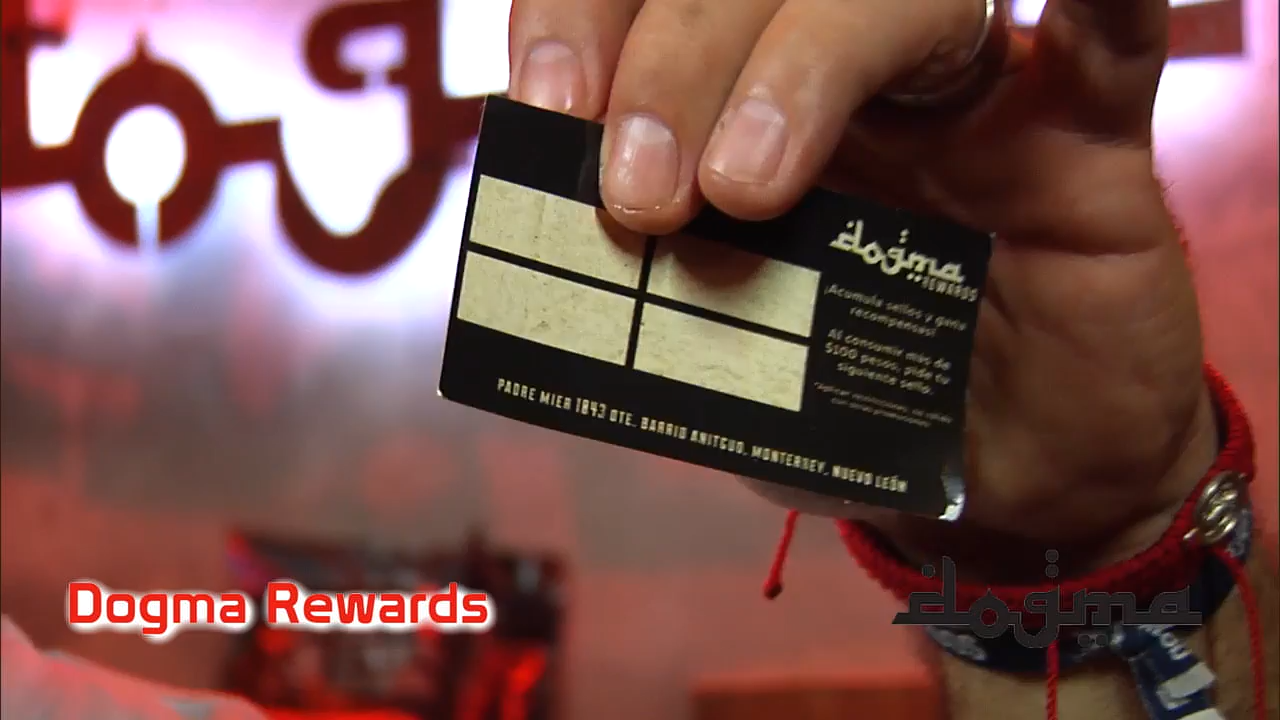 dogma
REWARDS
¡Acumula sellos y gana
recompensas!
Al consumir más de
$100 pesos, pide tu
siguiente sello.
PADRE MIER 1843 OTE. BARRIO ANITGUO, MONTERREY, NUEVO LEÓN
Dogma Rewards
dogma